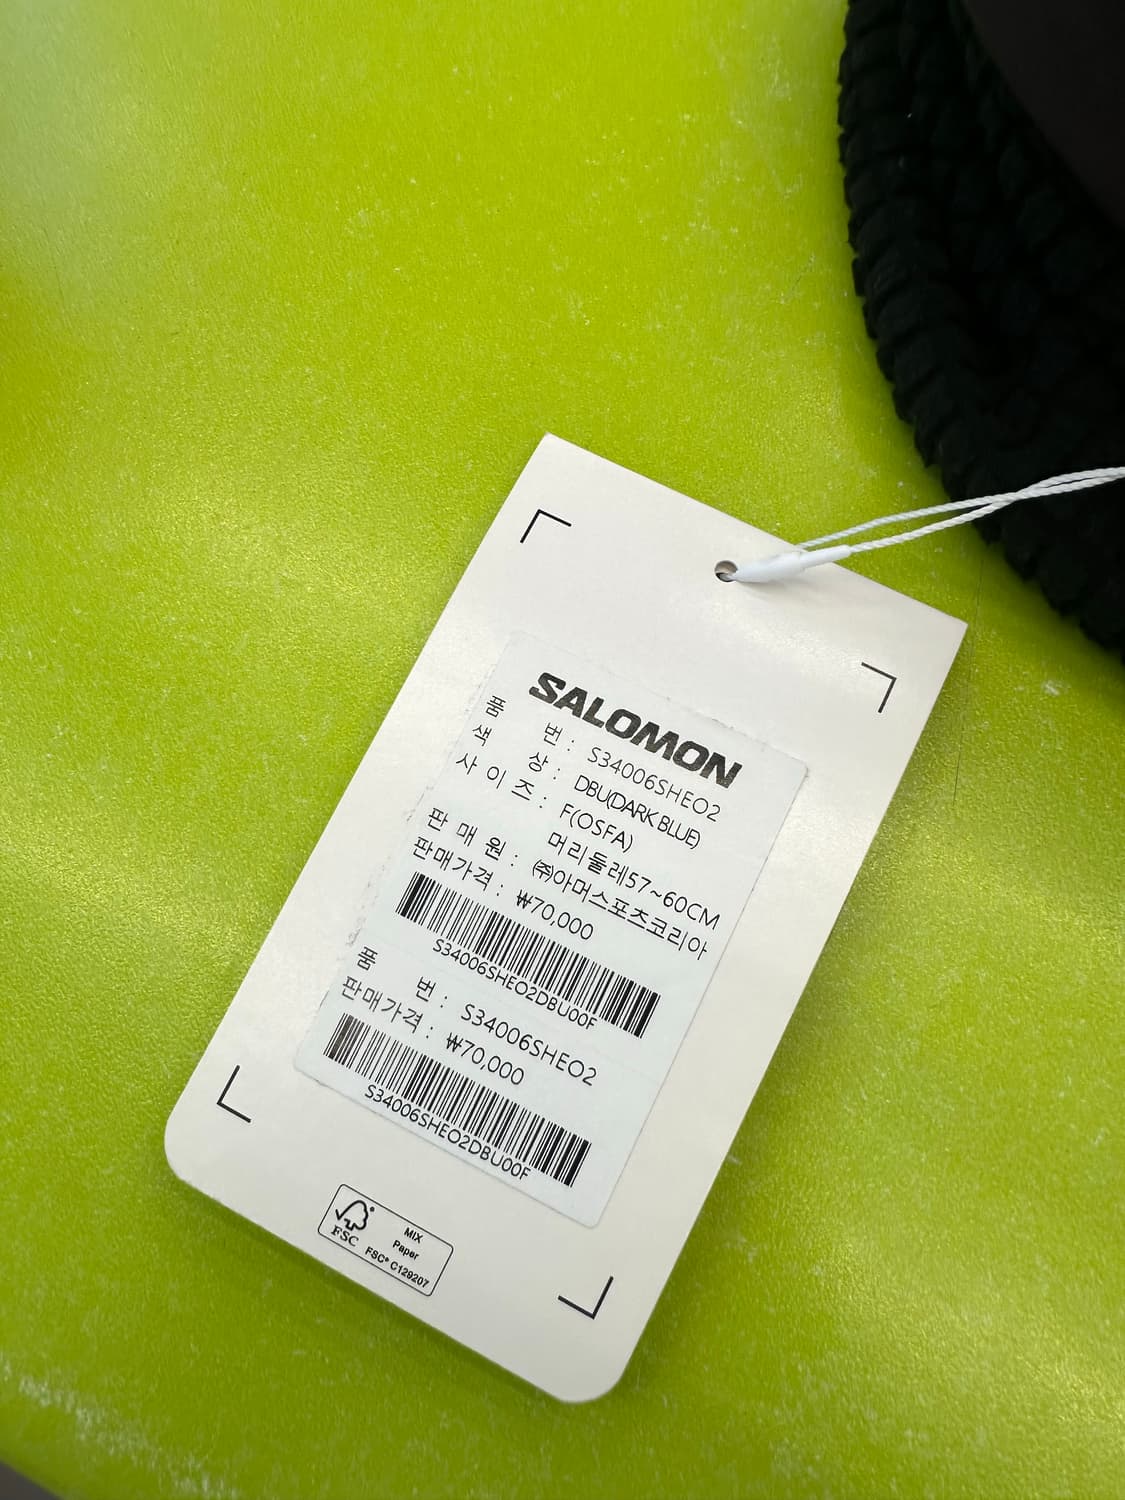 SALOMON
품 번 : S34006SHEO2
색 상 : DBU(DARK BLUE)
사 이 즈 : F(OSFA)
머리둘레57~60CM
판 매 원 : ㈜아머스포츠코리아
판매가격 : ₩70,000
S34006SHEO2DBU00F
품 번 : S34006SHEO2
판매가격 : ₩70,000
S34006SHEO2DBU00F
FSC
MIX
Paper
FSC® C129207